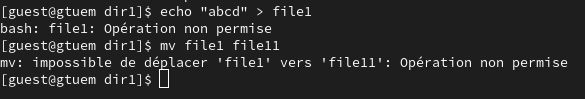 [guest@gtuem dir1]$ echo "abcd" > file1
bash: file1: Opération non permise
[guest@gtuem dir1]$ mv file1 file11
mv: impossible de déplacer 'file1' vers 'file11': Opération non permise
[guest@gtuem dir1]$